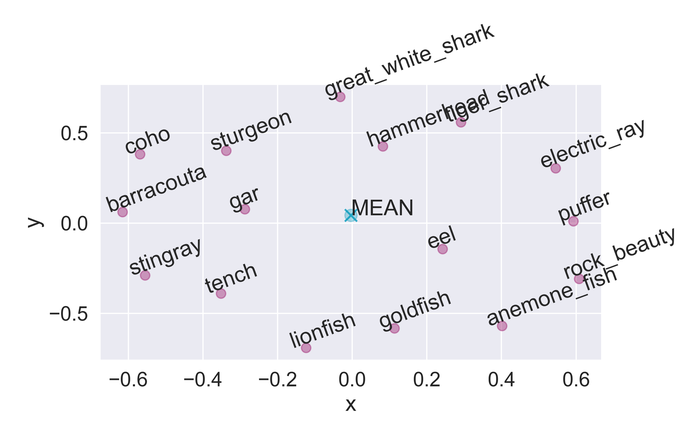 great_white_shark
tiger_shark
hammerhead
coho
sturgeon
electric_ray
barracouta
gar
MEAN
puffer
eel
stingray
tench
rock_beauty
anemone_fish
goldfish
lionfish
0.5
0.0
−0.5
y
−0.6 −0.4 −0.2 0.0 0.2 0.4 0.6
x